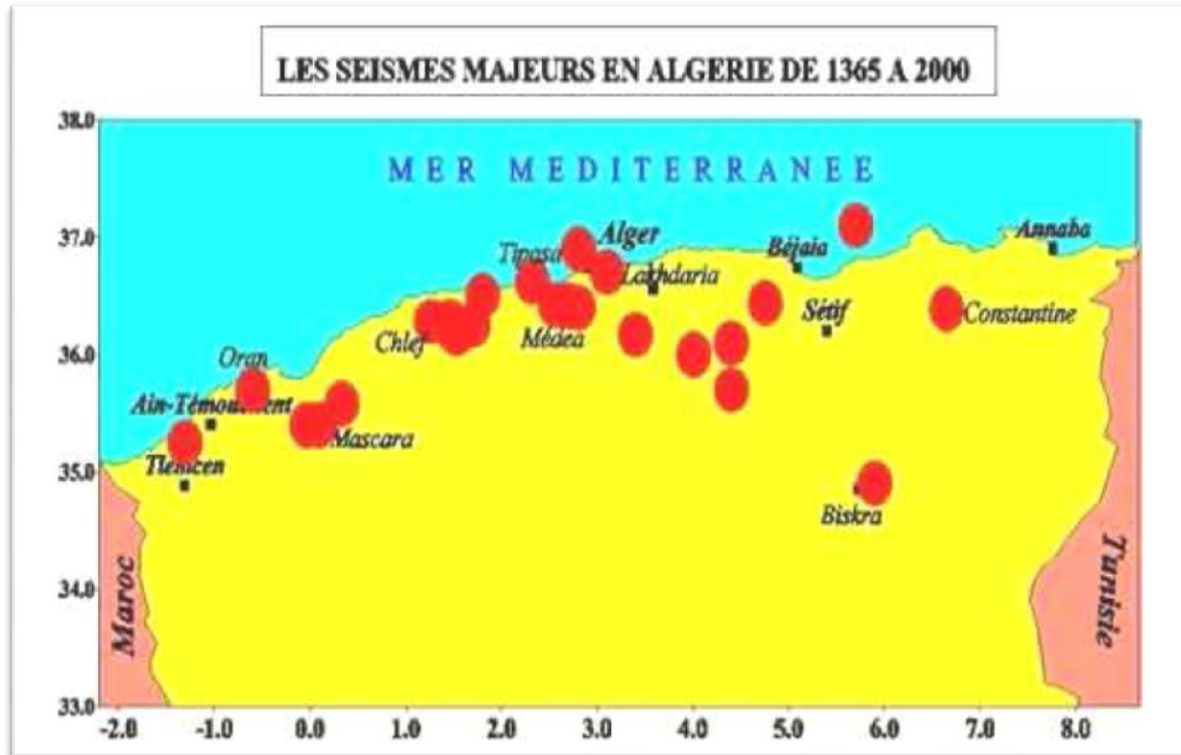 LES SEISMES MAJEURS EN ALGERIE DE 1365 A 2000
38.0
MER MEDITERRANEE
37.0
Alger
Annaba
Tipasa
Béjaia
Lakhdaria
Sétif
Constantine
36.0
Chlef
Médea
Oran
Ain-Témouchent
Mascara
35.0
Tlemcen
Biskra
34.0
Maroc
Tunisie
33.0
-2.0 -1.0 0.0 1.0 2.0 3.0 4.0 5.0 6.0 7.0 8.0